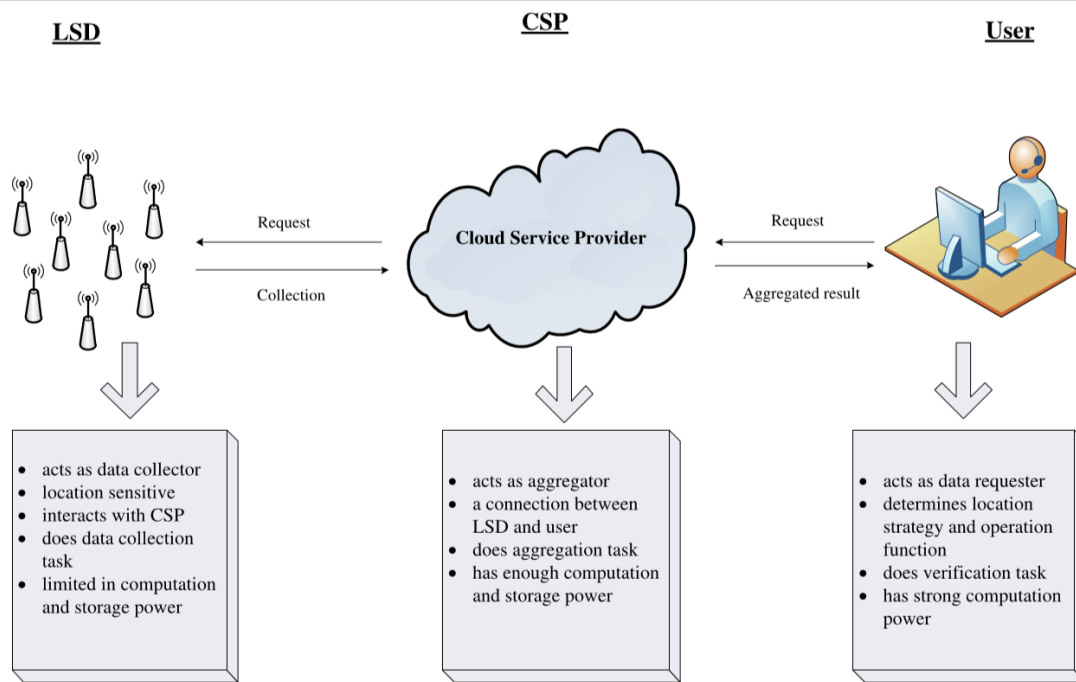 LSD
CSP
User
Request
Collection
Cloud Service Provider
Request
Aggregated result
• acts as data collector
• location sensitive
• interacts with CSP
• does data collection
task
• limited in computation
and storage power
• acts as aggregator
• a connection between
LSD and user
• does aggregation task
• has enough computation
and storage power
• acts as data requester
• determines location
strategy and operation
function
• does verification task
• has strong computation
power